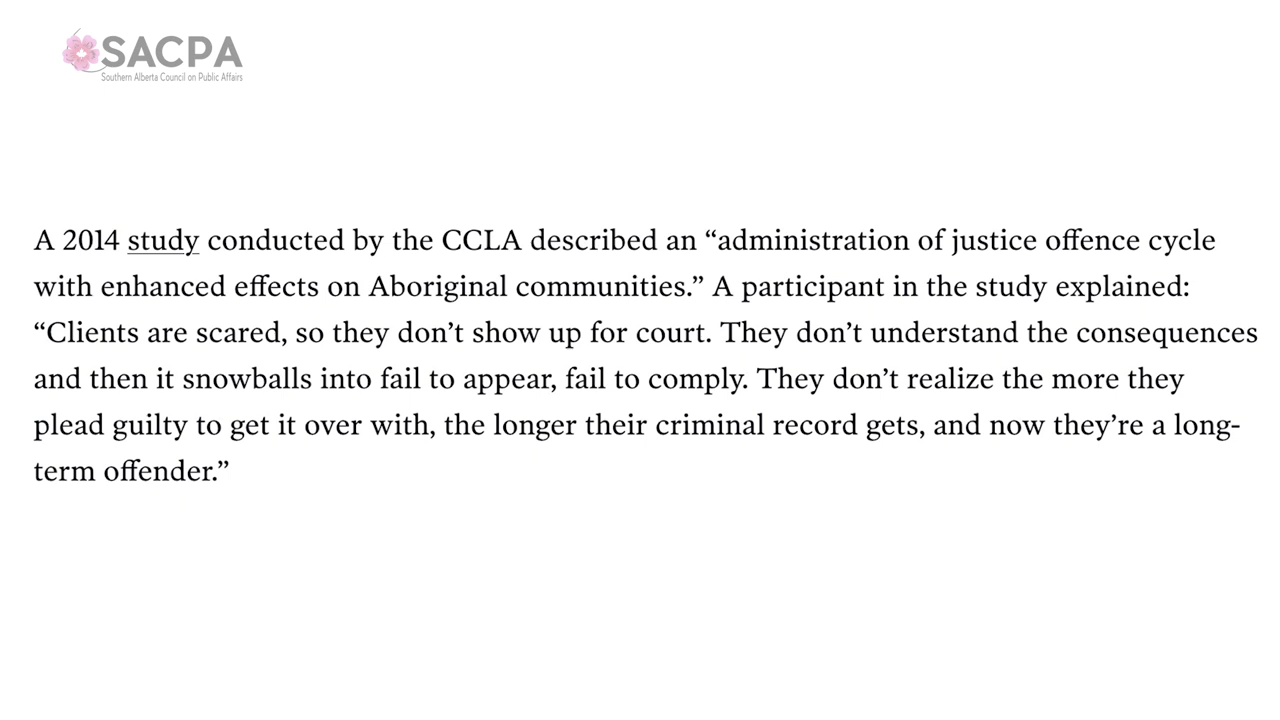 SACPA
Southern Alberta Council on Public Affairs
A 2014 study conducted by the CCLA described an “administration of justice offence cycle
with enhanced effects on Aboriginal communities.” A participant in the study explained:
“Clients are scared, so they don’t show up for court. They don’t understand the consequences
and then it snowballs into fail to appear, fail to comply. They don’t realize the more they
plead guilty to get it over with, the longer their criminal record gets, and now they’re a long-
term offender.”